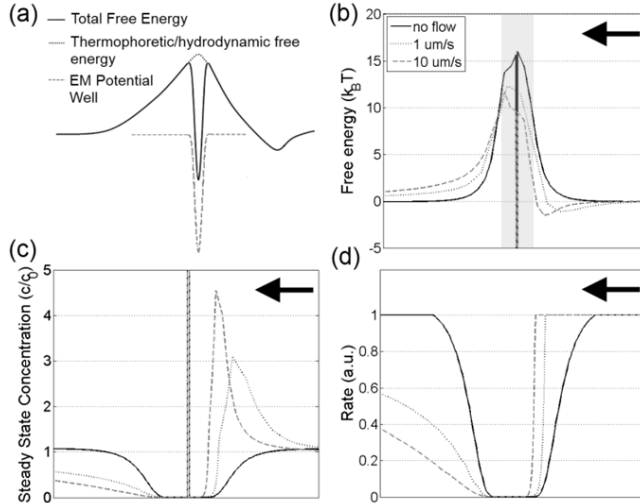 (a)
Total Free Energy
Thermophoretic/hydrodynamic free
energy
EM Potential
Well
(b)
Free energy (kBT)
20
15
10
5
0
-5
no flow
1 um/s
10 um/s
(c)
Steady State Concentration (c/c0)
5
4
3
2
1
0
(d)
Rate (a.u.)
1
0.8
0.6
0.4
0.2
0